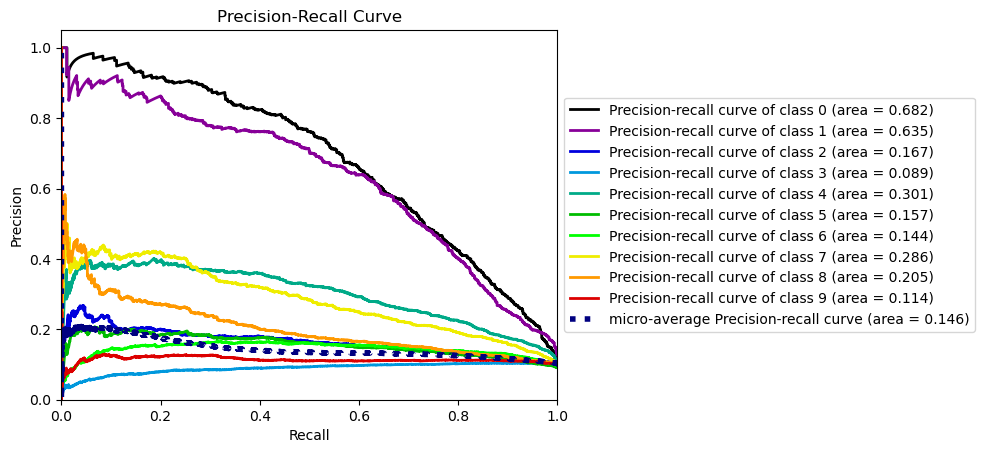 Precision-Recall Curve
1.0
0.8
0.6
0.4
0.2
0.0
Precision
0.0 0.2 0.4 0.6 0.8 1.0
Recall
Precision-recall curve of class 0 (area = 0.682)
Precision-recall curve of class 1 (area = 0.635)
Precision-recall curve of class 2 (area = 0.167)
Precision-recall curve of class 3 (area = 0.089)
Precision-recall curve of class 4 (area = 0.301)
Precision-recall curve of class 5 (area = 0.157)
Precision-recall curve of class 6 (area = 0.144)
Precision-recall curve of class 7 (area = 0.286)
Precision-recall curve of class 8 (area = 0.205)
Precision-recall curve of class 9 (area = 0.114)
micro-average Precision-recall curve (area = 0.146)